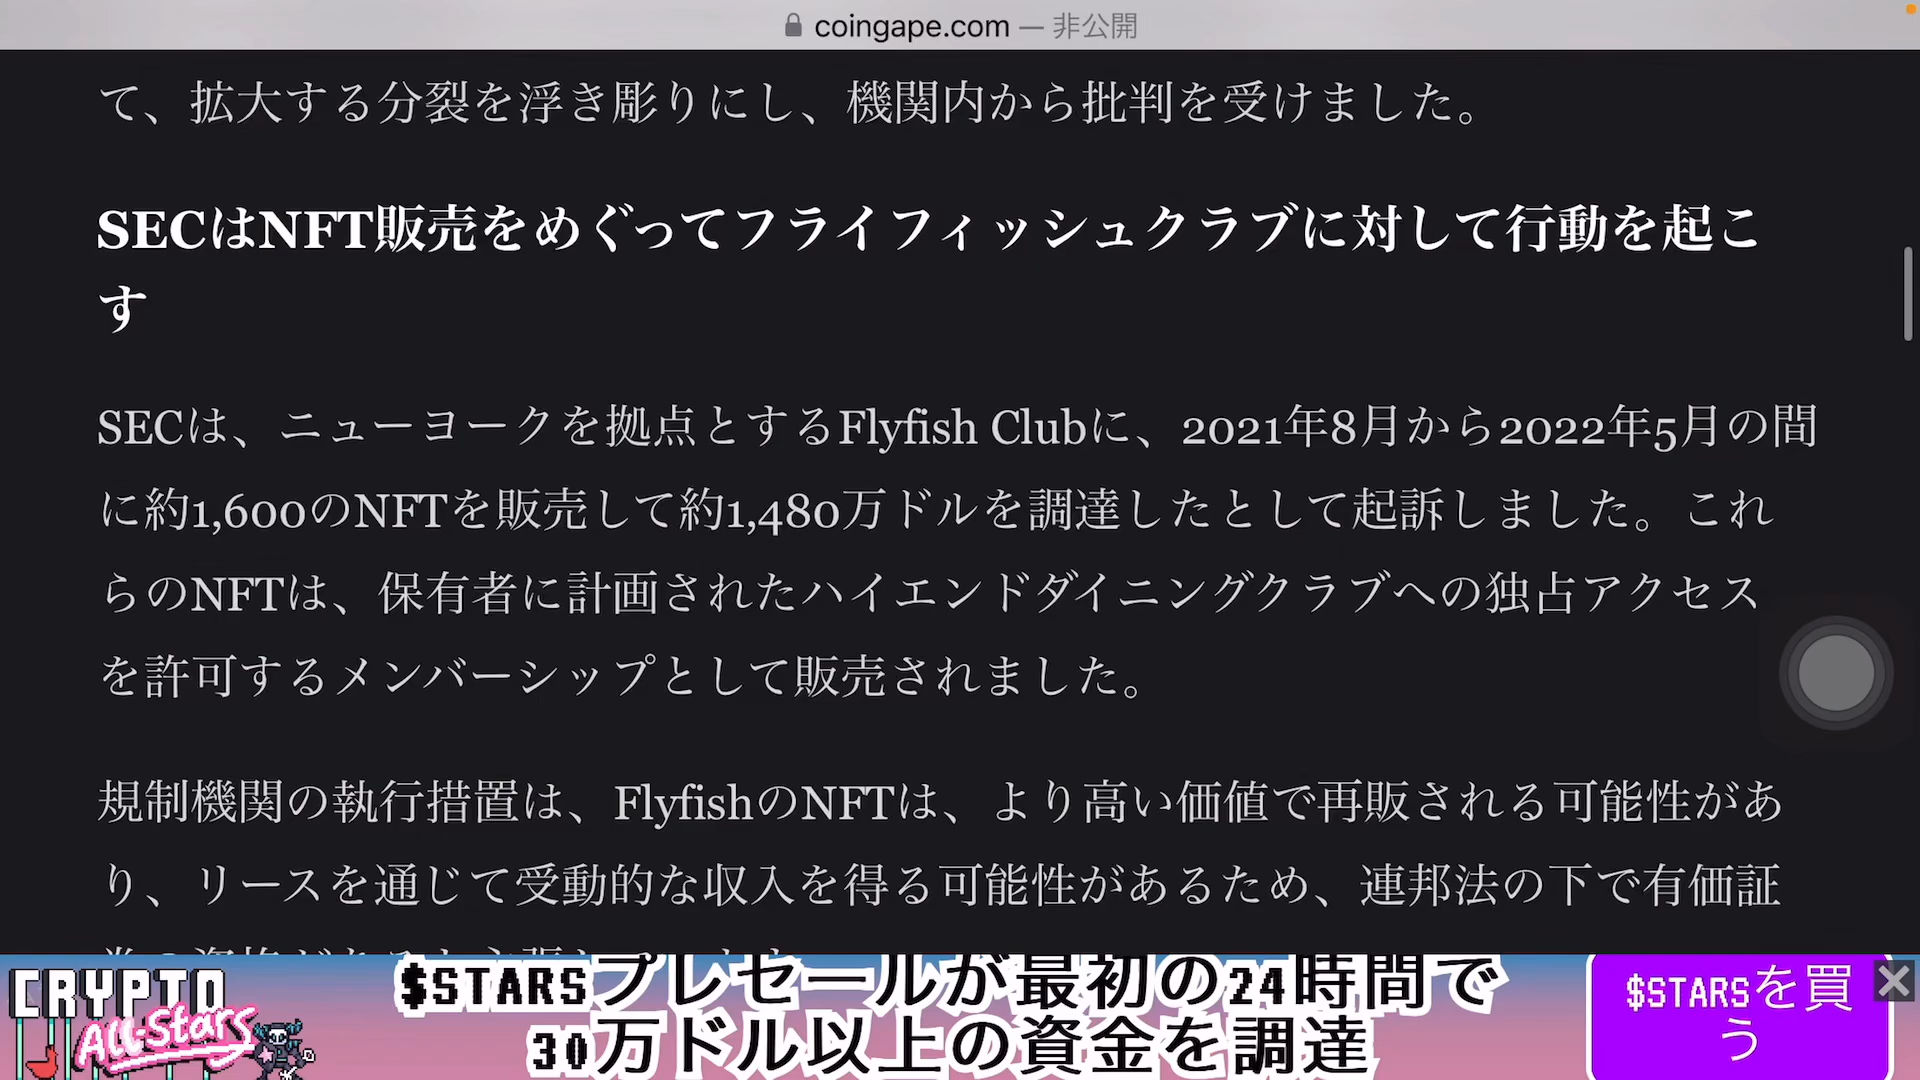 coingape.com — 非公開
て、拡大する分裂を浮き彫りにし、機関内から批判を受けました。
SECはNFT販売をめぐってフライフィッシュクラブに対して行動を起こ
す
SECは、ニューヨークを拠点とするFlyfish Clubに、2021年8月から2022年5月の間
に約1,600のNFTを販売して約1,480万ドルを調達したとして起訴しました。これ
らのNFTは、保有者に計画されたハイエンドダイニングクラブへの独占アクセス
を許可するメンバーシップとして販売されました。
規制機関の執行措置は、FlyfishのNFTは、より高い価値で再販される可能性があ
り、リースを通じて受動的な収入を得る可能性があるため、連邦法の下で有価証
CRYPTO
All-Stars
$STARSプレセールが最初の24時間で
30万ドル以上の資金を調達
$STARSを買
う